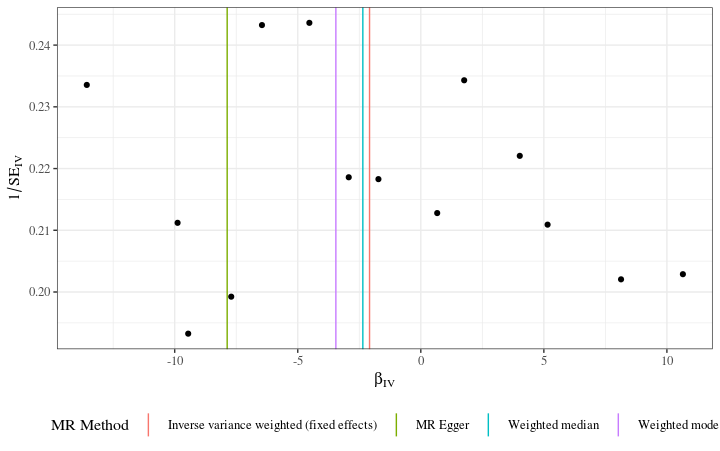 0.24
0.23
0.22
0.21
0.20
1/SE_IV
-10 -5 0 5 10
β_IV
MR Method Inverse variance weighted (fixed effects) MR Egger Weighted median Weighted mode